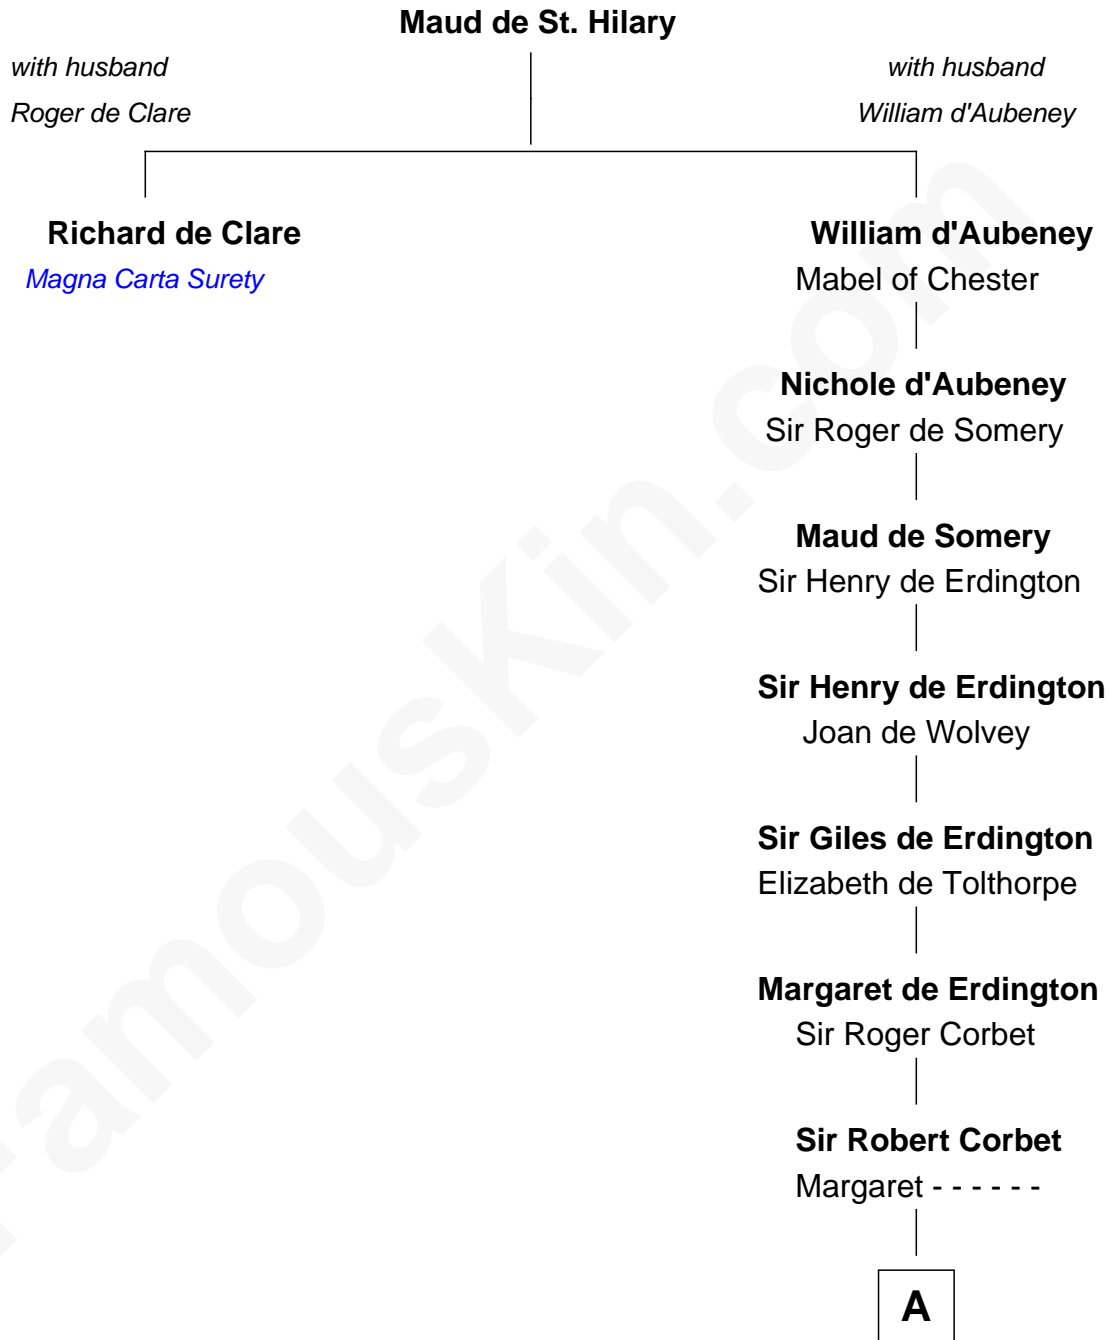 Maud de St. Hilary
with husband
Roger de Clare
with husband
William d'Aubeney
Richard de Clare
Magna Carta Surety
William d'Aubeney
Mabel of Chester
Nichole d'Aubeney
Sir Roger de Somery
Maud de Somery
Sir Henry de Erdington
Sir Henry de Erdington
Joan de Wolvey
Sir Giles de Erdington
Elizabeth de Tolthorpe
Margaret de Erdington
Sir Roger Corbet
Sir Robert Corbet
Margaret - - - - - -
A
FamousKin.com